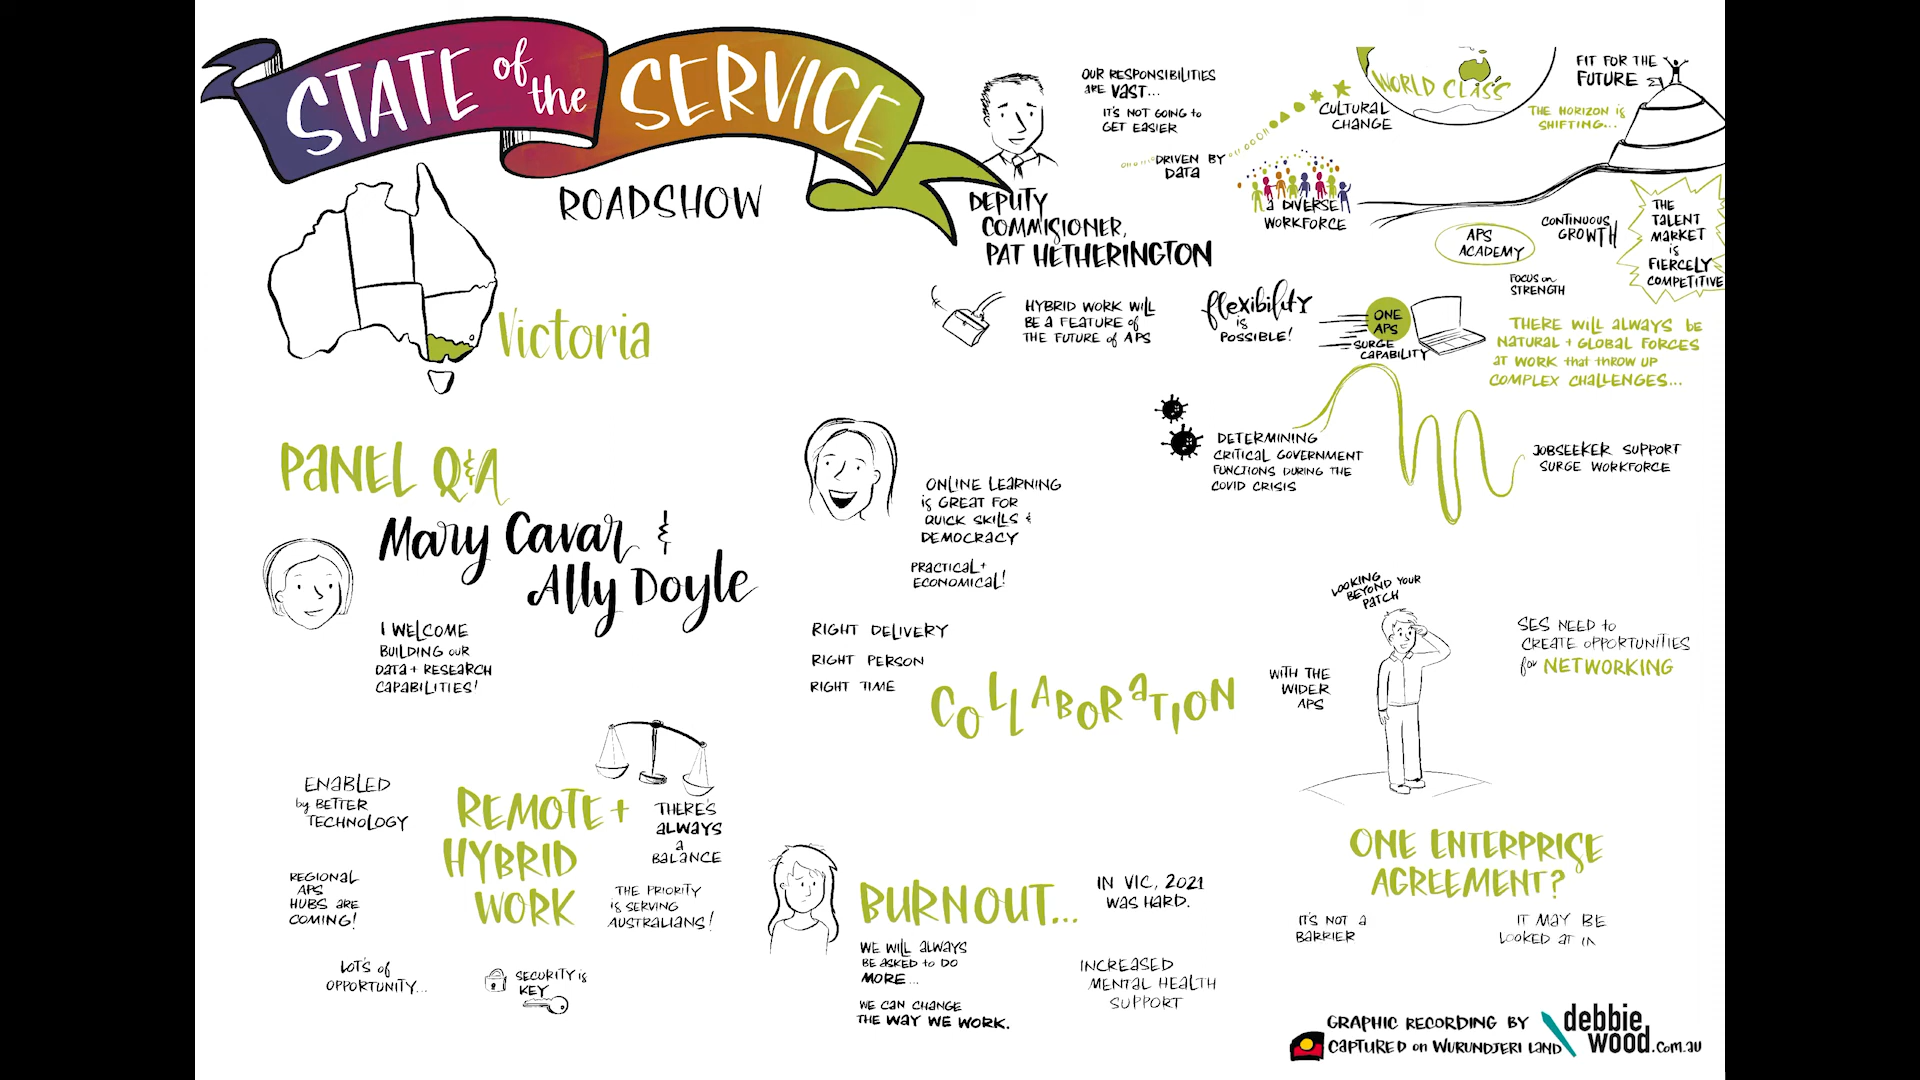 STATE of the SERVICE
ROADSHOW
Victoria
DEPUTY
COMMISIONER,
PAT HETHERINGTON
OUR RESPONSIBILITIES
ARE VAST...
IT'S NOT GOING to
GET EASIER
DRIVEN BY
DATA
CULTURAL
CHANGE
WORLD CLASS
A DIVERSE
WORKFORCE
FIT FOR THE
FUTURE
THE HORIZON is
SHIFTING...
APS
ACADEMY
CONTINUOUS
GROWTH
THE
TALENT
MARKET
is
FIERCELY
COMPETITIVE
FOCUS on
STRENGTH
HYBRID WORK WILL
BE A FEATURE of
THE FUTURE of APS
flexibility
is
POSSIBLE!
ONE
APS
SURGE
CAPABILITY
THERE WILL ALWAYS BE
NATURAL + GLOBAL FORCES
AT WORK that THROW UP
COMPLEX CHALLENGES...
DETERMINING
CRITICAL GOVERNMENT
FUNCTIONS DURING THE
COVID CRISIS
JOBSEEKER SUPPORT
SURGE WORKFORCE
PANEL Q&A
Mary Cavar &
Ally Doyle
I WELCOME
BUILDING OUR
DATA + RESEARCH
CAPABILITIES!
ONLINE LEARNING
is GREAT FOR
QUICK SKILLS &
DEMOCRACY
PRACTICAL +
ECONOMICAL!
RIGHT DELIVERY
RIGHT PERSON
RIGHT TIME
COLLABORATION
LOOKING
BEYOND YOUR
PATCH
WITH THE
WIDER
APS
SES NEED to
CREATE OPPORTUNITIES
for NETWORKING
ENABLED
by BETTER
TECHNOLOGY
REGIONAL
APS
HUBS ARE
COMING!
LOT'S of
OPPORTUNITY...
REMOTE +
HYBRID
WORK
THERE'S
ALWAYS
a
BALANCE
THE PRIORITY
is SERVING
AUSTRALIANS!
SECURITY is
KEY
BURNOUT...
WE WILL ALWAYS
BE ASKED to DO
MORE...
WE CAN CHANGE
THE WAY WE WORK.
IN VIC, 2021
WAS HARD.
INCREASED
MENTAL HEALTH
SUPPORT
ONE ENTERPRISE
AGREEMENT?
IT'S NOT A
BARRIER
IT MAY BE
LOOKED AT IN
GRAPHIC RECORDING BY
CAPTURED on WURUNDJERI LAND
debbie
wood.com.au